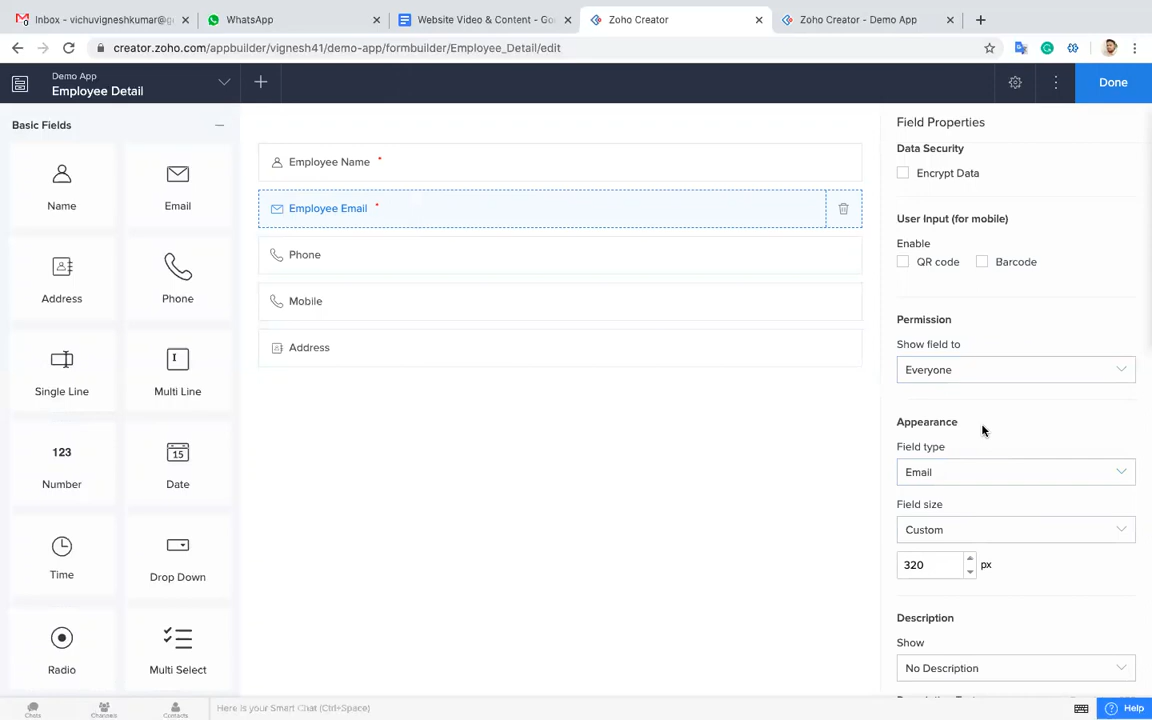 Inbox - vichuvigneshkumar@g
WhatsApp
Website Video & Content - Go
Zoho Creator
Zoho Creator - Demo App
creator.zoho.com/appbuilder/vignesh41/demo-app/formbuilder/Employee_Detail/edit
Demo App
Employee Detail
Done
Basic Fields
Name
Email
Address
Phone
Single Line
Multi Line
123
Number
15
Date
Time
Drop Down
Radio
Multi Select
Employee Name *
Employee Email *
Phone
Mobile
Address
Field Properties
Data Security
Encrypt Data
User Input (for mobile)
Enable
QR code
Barcode
Permission
Show field to
Everyone
Appearance
Field type
Email
Field size
Custom
320 px
Description
Show
No Description
Chats
Channels
Contacts
Here is your Smart Chat (Ctrl+Space)
Help